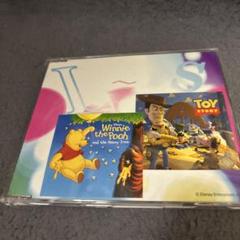 Winnie the Pooh
and the Honey Tree
TOY
STORY
© Disney Enterprises